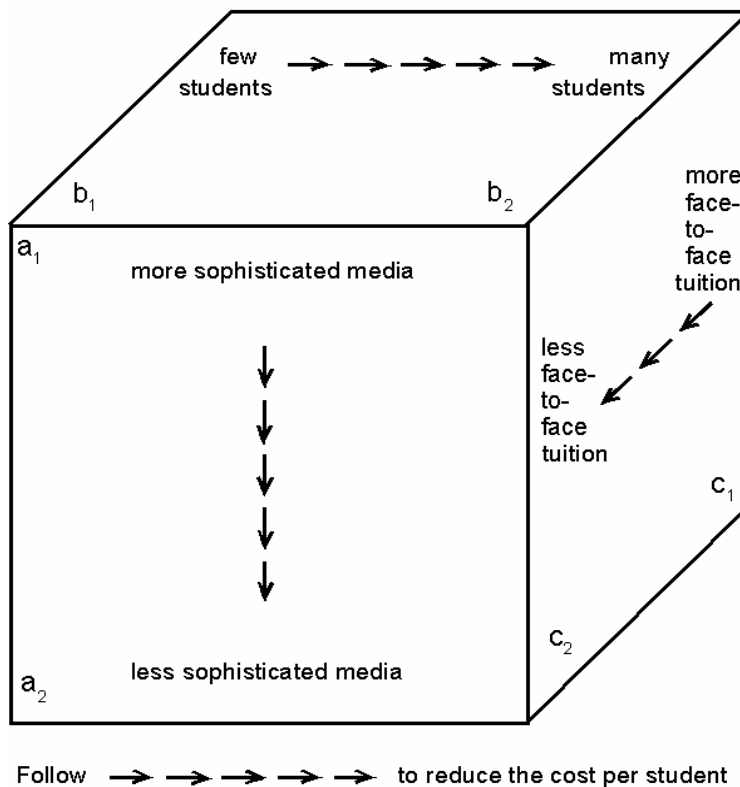 few
students
many
students
b₁
b₂
more
face-
to-
face
tuition
a₁
more sophisticated media
less
face-
to-
face
tuition
c₁
c₂
less sophisticated media
a₂
Follow to reduce the cost per student